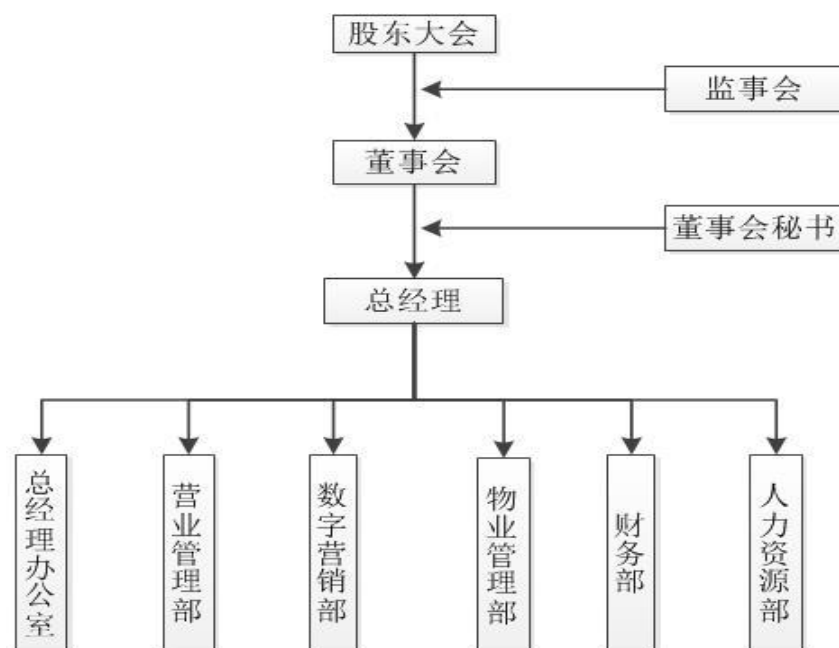 股东大会
监事会
董事会
董事会秘书
总经理
总经理办公室
营业管理部
数字营销部
物业管理部
财务部
人力资源部